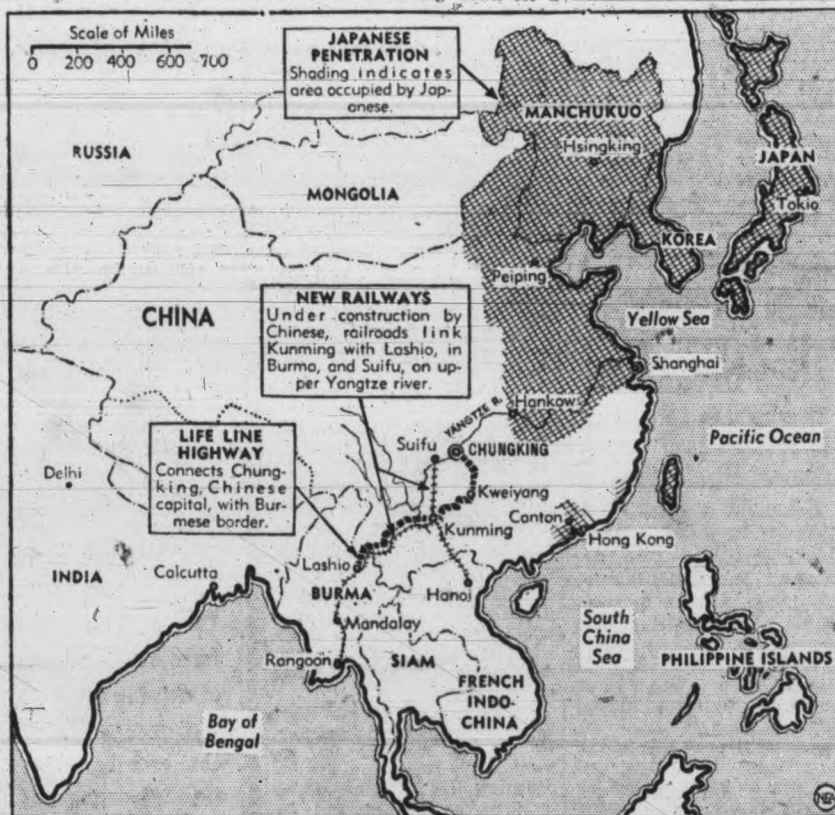 Scale of Miles
0 200 400 600 700
JAPANESE
PENETRATION
Shading indicates
area occupied by Jap-
anese.
MANCHUKUO
Hsingking
RUSSIA
JAPAN
MONGOLIA
Tokio
KOREA
Peiping
NEW RAILWAYS
Under construction by
Chinese, railroads link
Kunming with Lashio, in
Burma, and Suifu, on up-
per Yangtze river.
CHINA
Yellow Sea
Shanghai
Hankow
YANGTZE R.
LIFE LINE
HIGHWAY
Connects Chung-
king, Chinese
capital, with Bur-
mese border.
Suifu
CHUNGKING
Pacific Ocean
Delhi
Kweiyang
Canton
Kunming
Hong Kong
Lashio
INDIA
Calcutta
BURMA
Hanoi
Mandalay
South
China
Sea
Rangoon
SIAM
PHILIPPINE ISLANDS
FRENCH
INDO-
CHINA
Bay of
Bengal
NEA